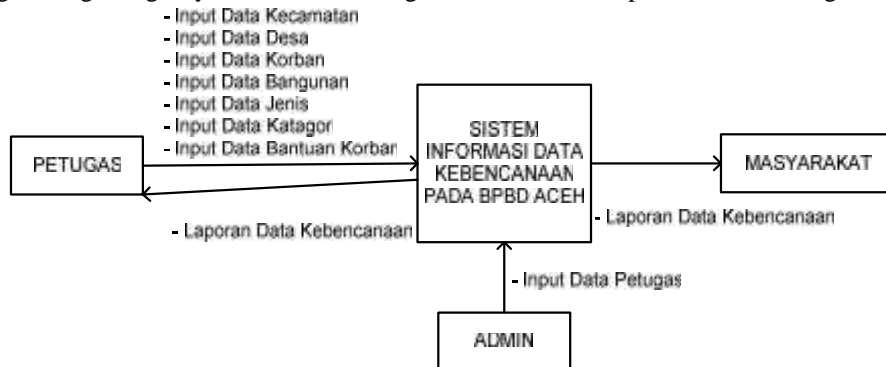 - Input Data Kecamatan
- Input Data Desa
- Input Data Korban
- Input Data Bangunan
- Input Data Jenis
- Input Data Katagor
- Input Data Bantuan Korban
PETUGAS
SISTEM
INFORMASI DATA
KEBENCANAAN
PADA BPBD ACEH
MASYARAKAT
- Laporan Data Kebencanaan
- Laporan Data Kebencanaan
- Input Data Petugas
ADMIN